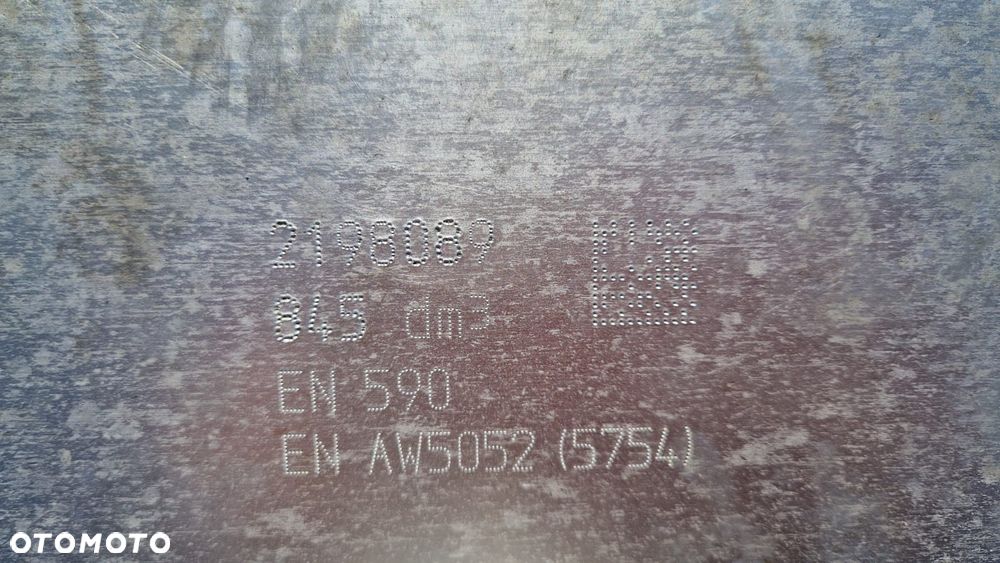 2198089
845 dm³
EN 590
EN AW5052 (5754)
OTOMOTO